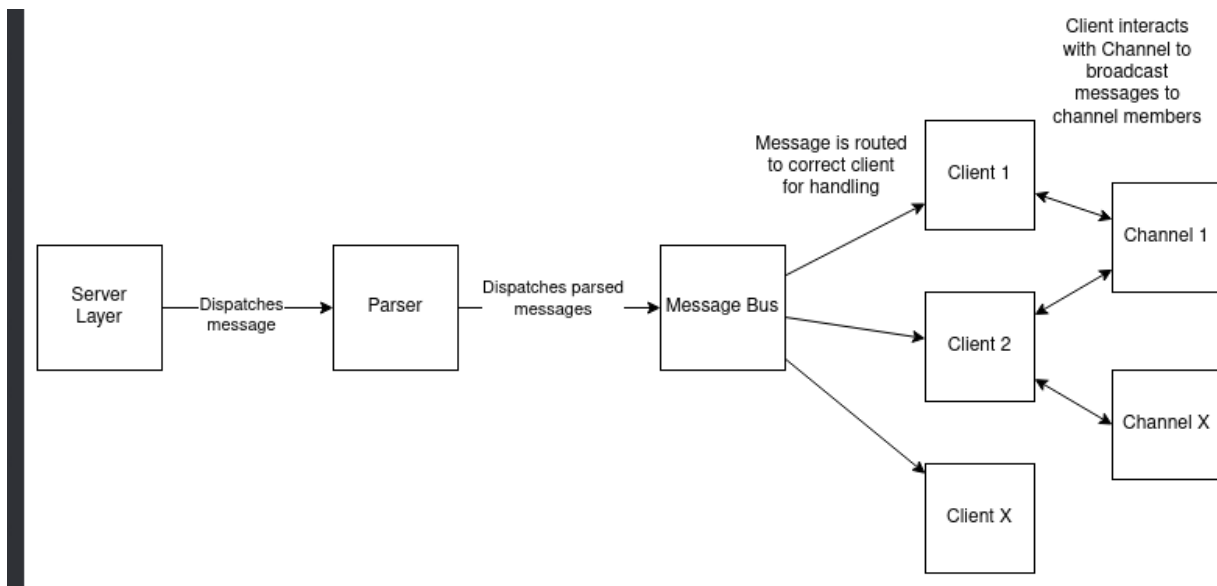 Client interacts
with Channel to
broadcast
messages to
channel members
Message is routed
to correct client
for handling
Client 1
Channel 1
Server
Layer
Dispatches
message
Parser
Dispatches parsed
messages
Message Bus
Client 2
Channel X
Client X